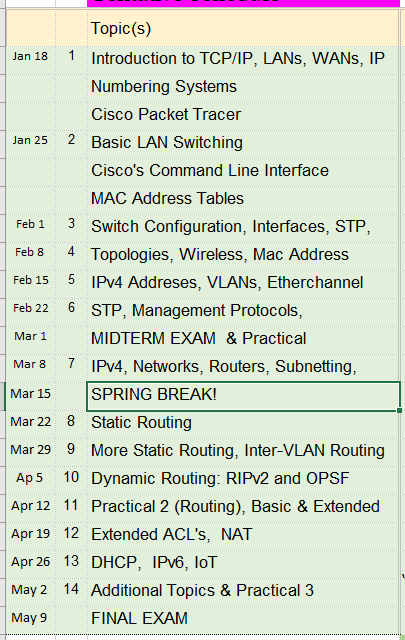 Tentative Schedule
Topic(s)
Jan 18 1 Introduction to TCP/IP, LANs, WANs, IP
Numbering Systems
Cisco Packet Tracer
Jan 25 2 Basic LAN Switching
Cisco's Command Line Interface
MAC Address Tables
Feb 1 3 Switch Configuration, Interfaces, STP,
Feb 8 4 Topologies, Wireless, Mac Address
Feb 15 5 IPv4 Addreses, VLANs, Etherchannel
Feb 22 6 STP, Management Protocols,
Mar 1 MIDTERM EXAM & Practical
Mar 8 7 IPv4, Networks, Routers, Subnetting,
Mar 15 SPRING BREAK!
Mar 22 8 Static Routing
Mar 29 9 More Static Routing, Inter-VLAN Routing
Ap 5 10 Dynamic Routing: RIPv2 and OPSF
Apr 12 11 Practical 2 (Routing), Basic & Extended
Apr 19 12 Extended ACL's, NAT
Apr 26 13 DHCP, IPv6, IoT
May 2 14 Additional Topics & Practical 3
May 9 FINAL EXAM